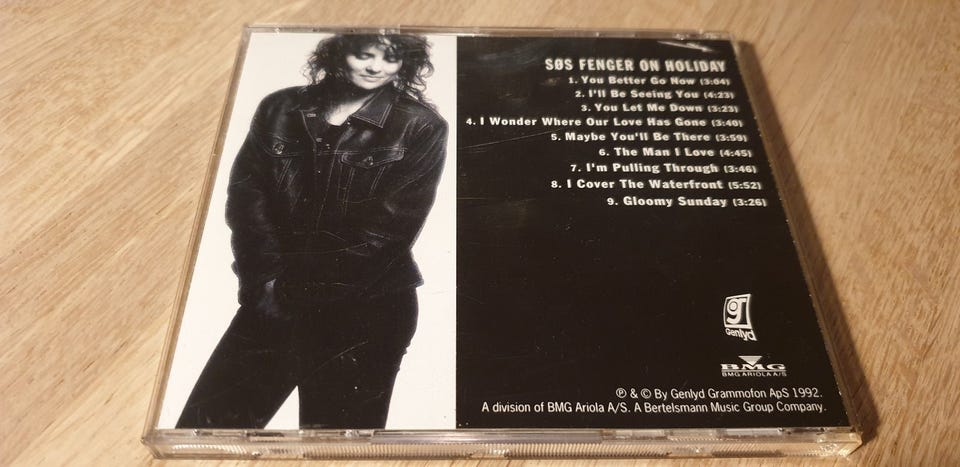 SØS FENGER ON HOLIDAY
1. You Better Go Now (3:04)
2. I'll Be Seeing You (4:23)
3. You Let Me Down (3:23)
4. I Wonder Where Our Love Has Gone (3:40)
5. Maybe You'll Be There (3:59)
6. The Man I Love (4:45)
7. I'm Pulling Through (3:46)
8. I Cover The Waterfront (5:52)
9. Gloomy Sunday (3:26)
Genlyd
BMG
BMG ARIOLA A/S
℗ & © By Genlyd Grammofon ApS 1992.
A division of BMG Ariola A/S. A Bertelsmann Music Group Company.